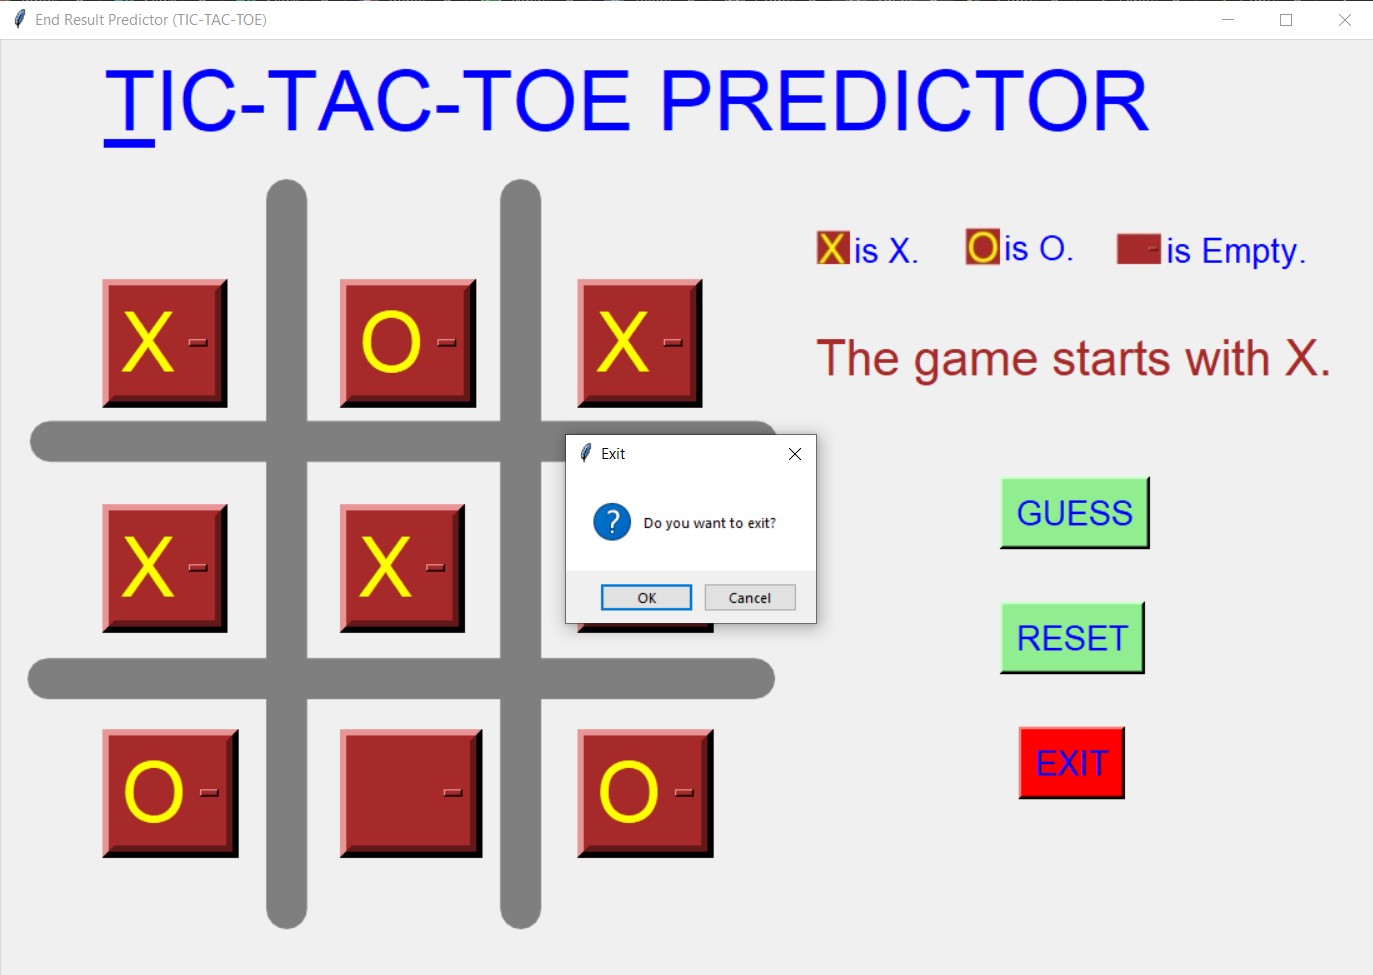 End Result Predictor (TIC-TAC-TOE)
TIC-TAC-TOE PREDICTOR
X is X. O is O. is Empty.
The game starts with X.
X O X
Exit
Do you want to exit?
OK Cancel
X X
O O
GUESS
RESET
EXIT